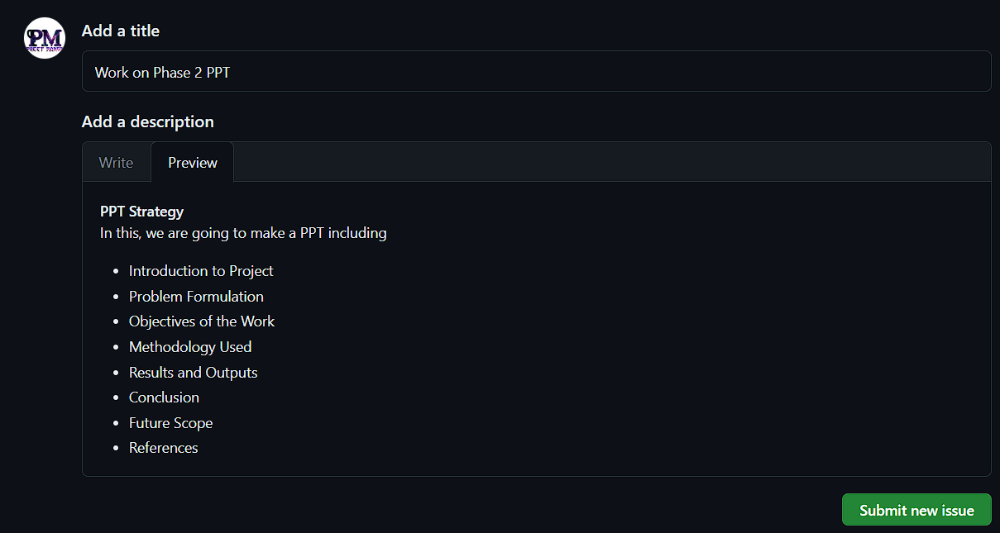 PM
Add a title
Work on Phase 2 PPT
Add a description
Write
Preview
PPT Strategy
In this, we are going to make a PPT including
Introduction to Project
Problem Formulation
Objectives of the Work
Methodology Used
Results and Outputs
Conclusion
Future Scope
References
Submit new issue